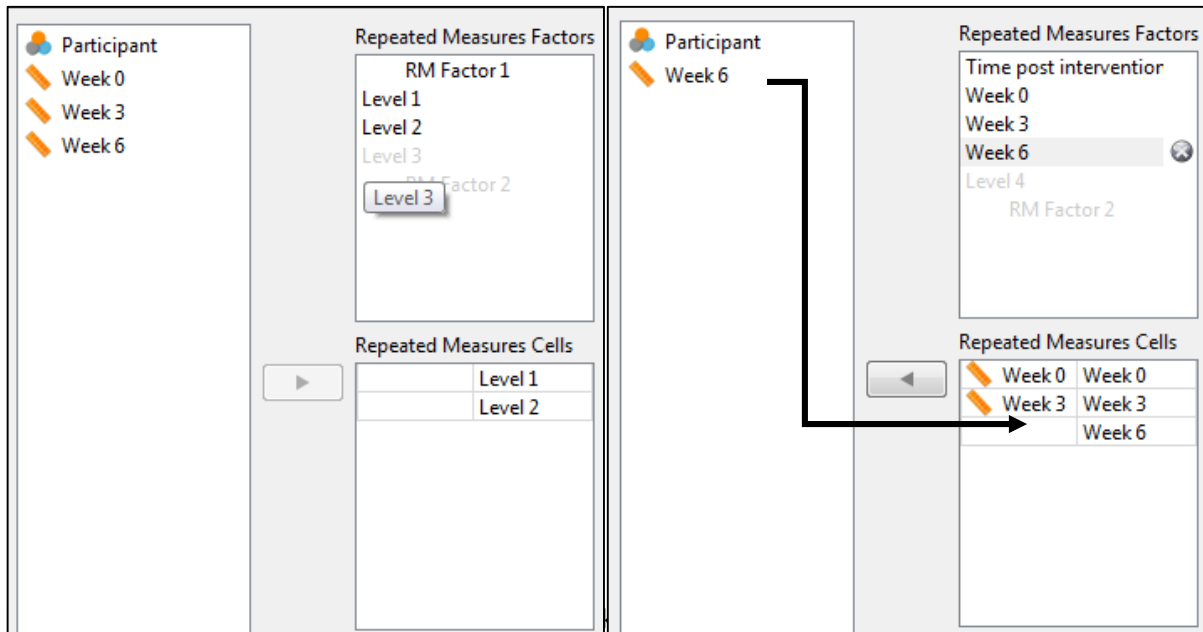 Participant
Week 0
Week 3
Week 6
Repeated Measures Factors
RM Factor 1
Level 1
Level 2
Level 3
RM Factor 2
Level 3
Repeated Measures Cells
Level 1
Level 2
Participant
Week 6
Repeated Measures Factors
Time post intervention
Week 0
Week 3
Week 6
Level 4
RM Factor 2
Repeated Measures Cells
Week 0 Week 0
Week 3 Week 3
Week 6